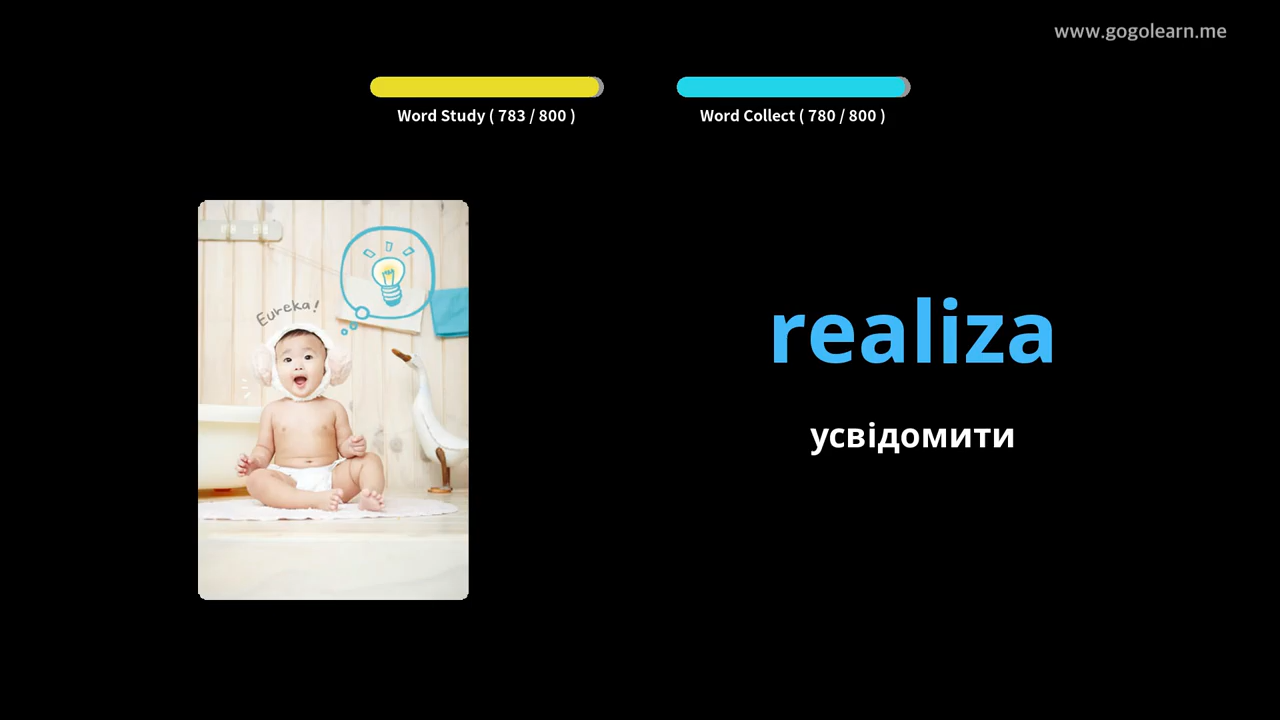 www.gogolearn.me
Word Study ( 783 / 800 )
Word Collect ( 780 / 800 )
Eureka!
realiza
усвідомити